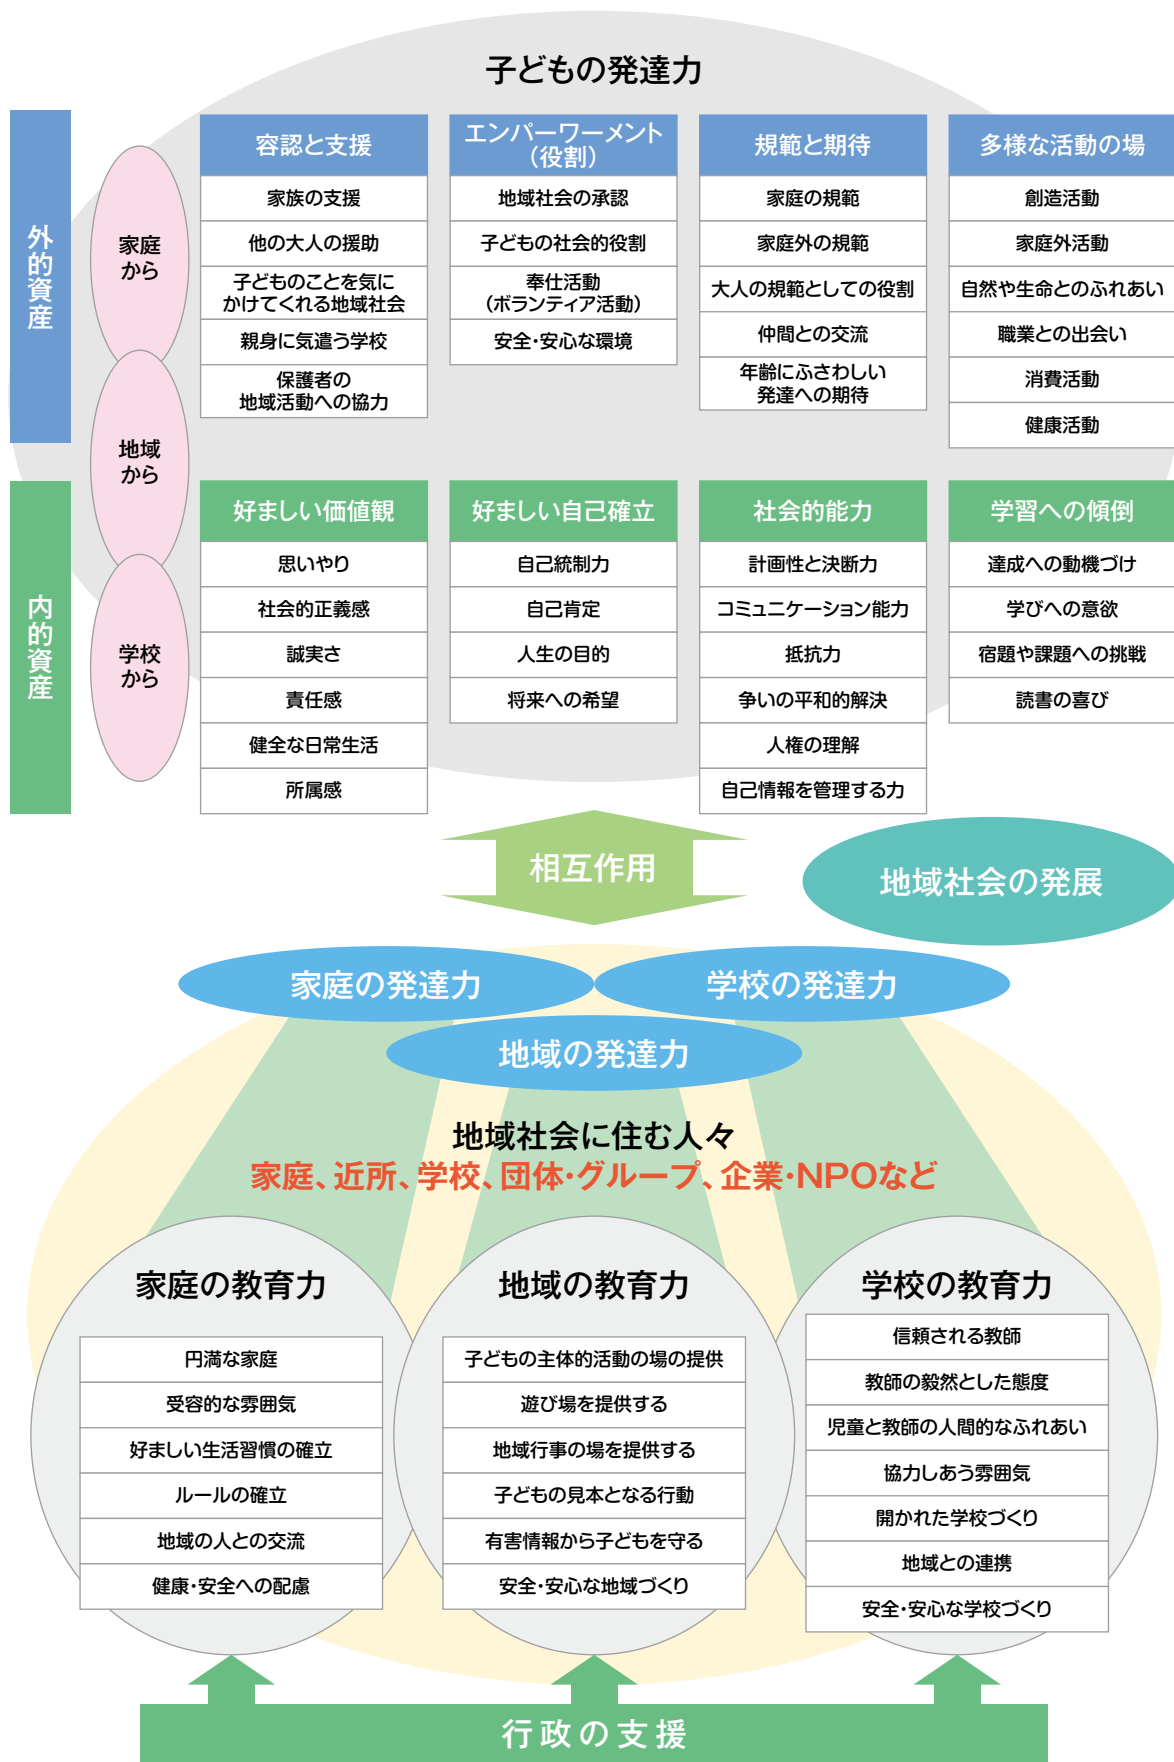 子どもの発達力
外的資産
家庭
から
地域
から
学校
から
容認と支援
家族の支援
他の大人の援助
子どものことを気に
かけてくれる地域社会
親身に気遣う学校
保護者の
地域活動への協力
エンパーワーメント
（役割）
地域社会の承認
子どもの社会的役割
奉仕活動
（ボランティア活動）
安全・安心な環境
規範と期待
家庭の規範
家庭外の規範
大人の規範としての役割
仲間との交流
年齢にふさわしい
発達への期待
多様な活動の場
創造活動
家庭外活動
自然や生命とのふれあい
職業との出会い
消費活動
健康活動
内的資産
好ましい価値観
思いやり
社会的正義感
誠実さ
責任感
健全な日常生活
所属感
好ましい自己確立
自己統制力
自己肯定
人生の目的
将来への希望
社会的能力
計画性と決断力
コミュニケーション能力
抵抗力
争いの平和的解決
人権の理解
自己情報を管理する力
学習への傾倒
達成への動機づけ
学びへの意欲
宿題や課題への挑戦
読書の喜び
相互作用
地域社会の発展
家庭の発達力
学校の発達力
地域の発達力
地域社会に住む人々
家庭、近所、学校、団体・グループ、企業・NPOなど
家庭の教育力
円満な家庭
受容的な雰囲気
好ましい生活習慣の確立
ルールの確立
地域の人との交流
健康・安全への配慮
地域の教育力
子どもの主体的活動の場の提供
遊び場を提供する
地域行事の場を提供する
子どもの見本となる行動
有害情報から子どもを守る
安全・安心な地域づくり
学校の教育力
信頼される教師
教師の毅然とした態度
児童と教師の人間的なふれあい
協力しあう雰囲気
開かれた学校づくり
地域との連携
安全・安心な学校づくり
行政の支援